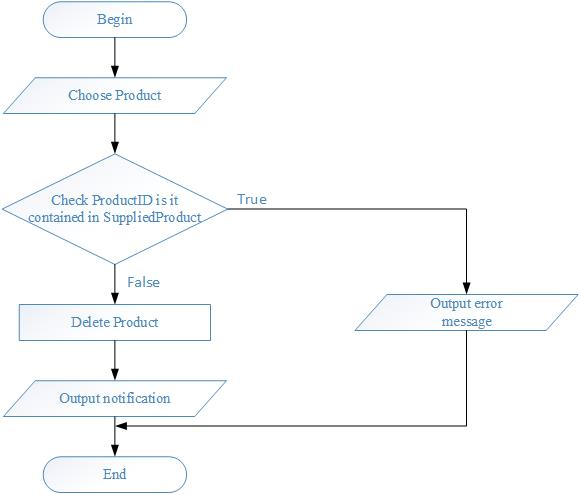 Begin
Choose Product
Check ProductID is it
contained in SuppliedProduct
True
False
Delete Product
Output error
message
Output notification
End